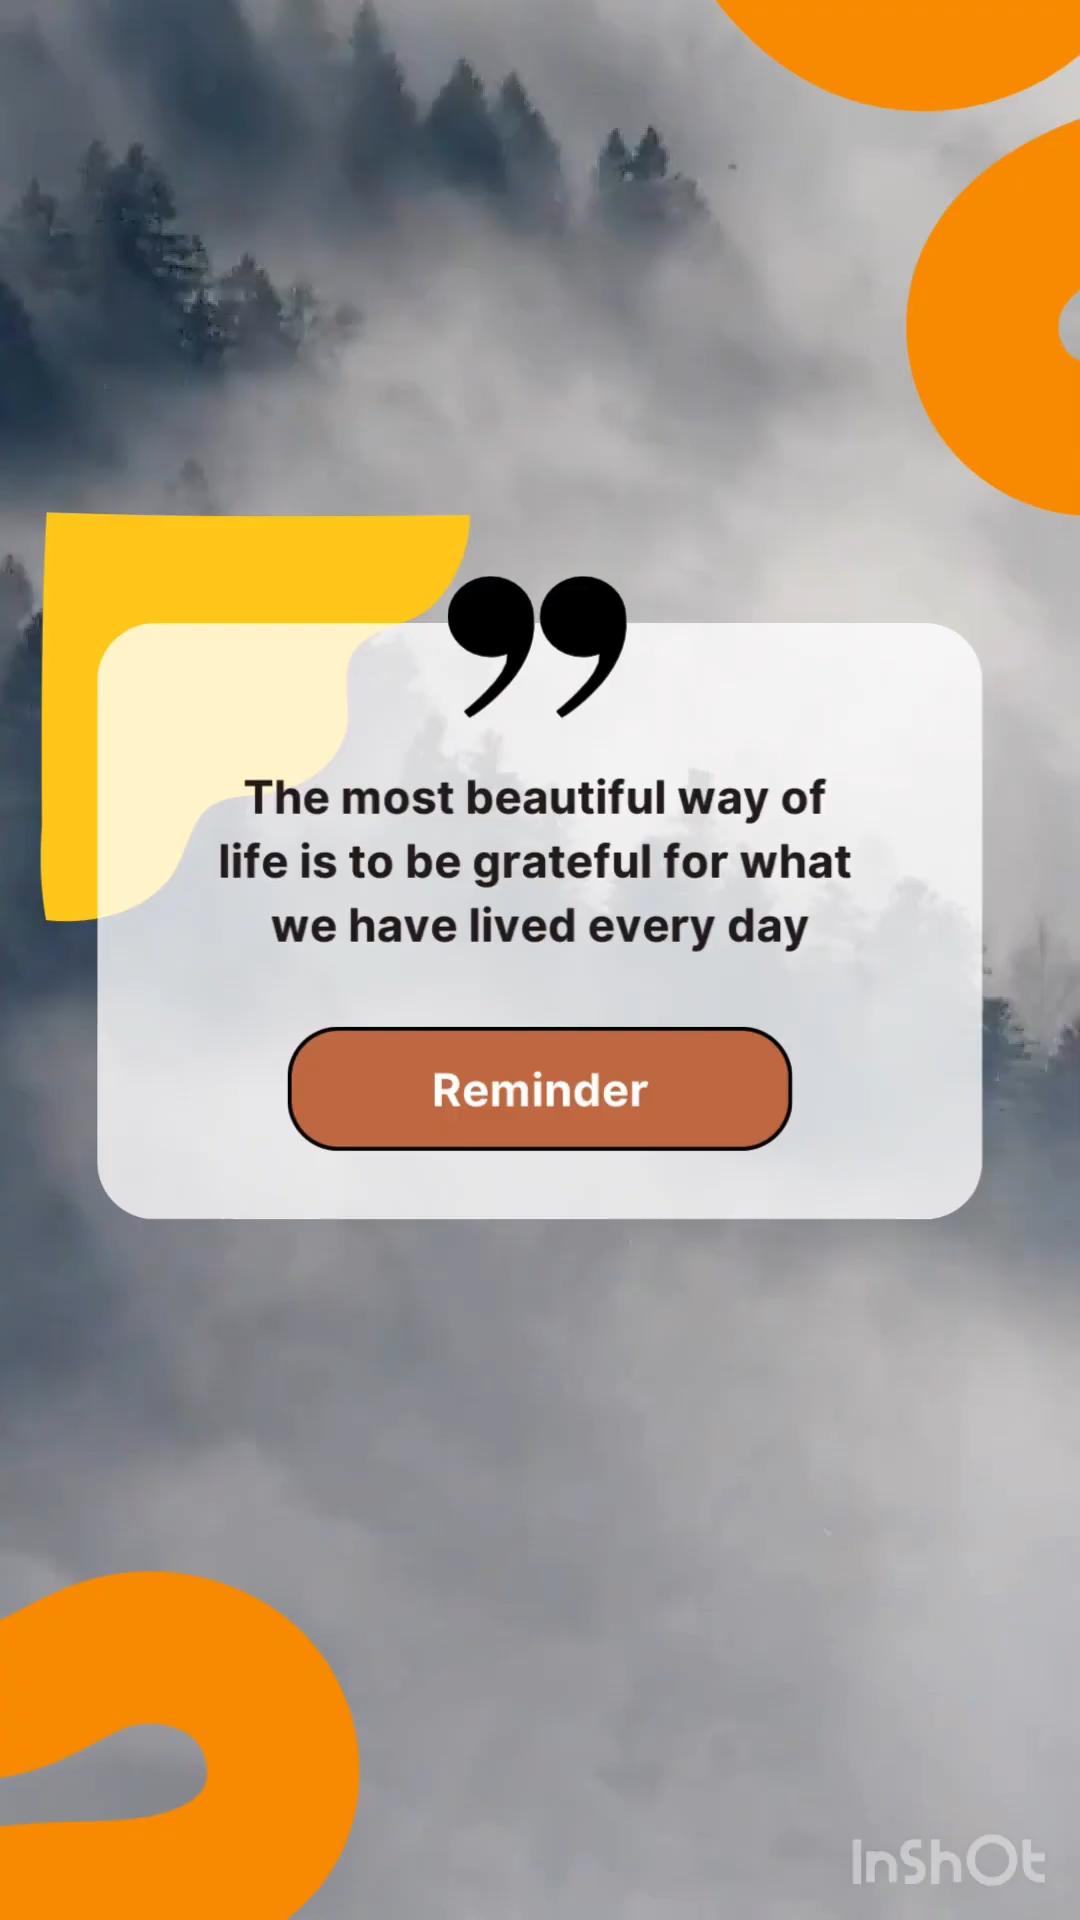 ”
The most beautiful way of
life is to be grateful for what
we have lived every day
Reminder
InShOt